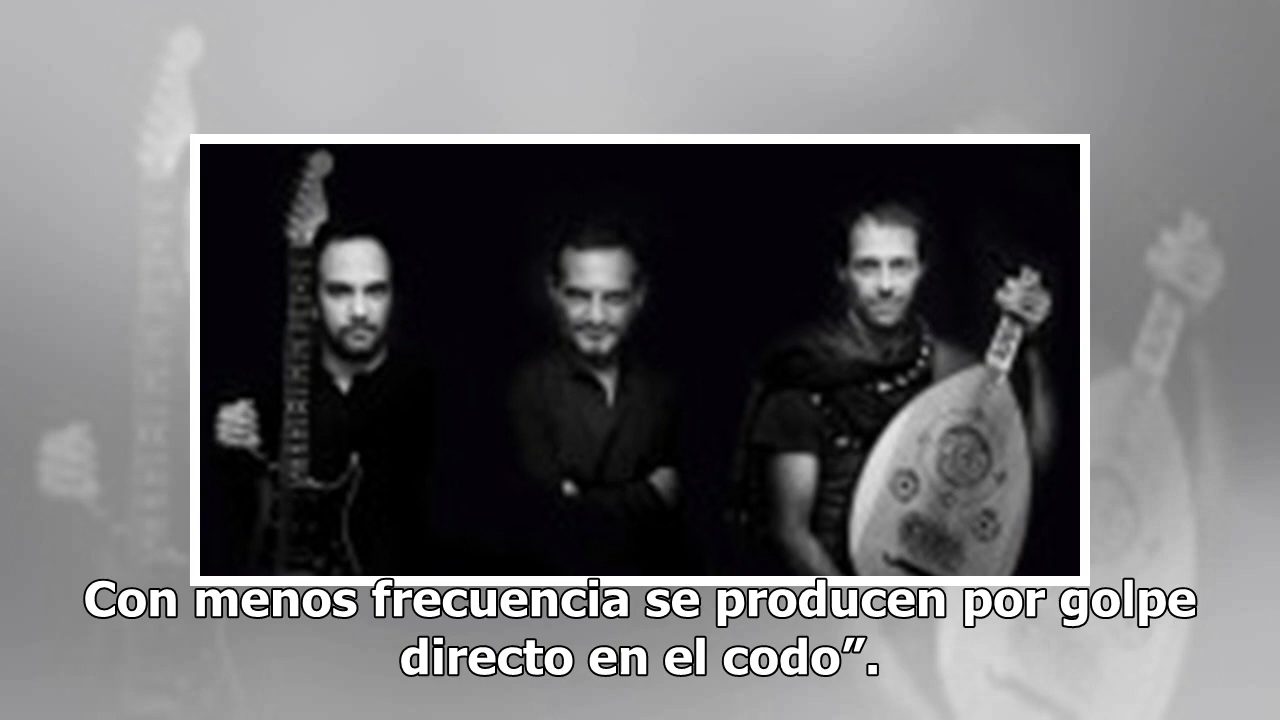 Con menos frecuencia se producen por golpe
directo en el codo”.